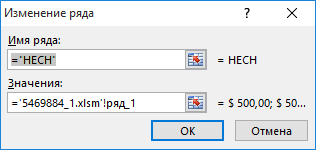 Изменение ряда
Имя ряда:
="НЕСН" = НЕСН
Значения:
='5469884_1.xlsm'!ряд_1 = $ 500,00; $ 50...
ОК Отмена